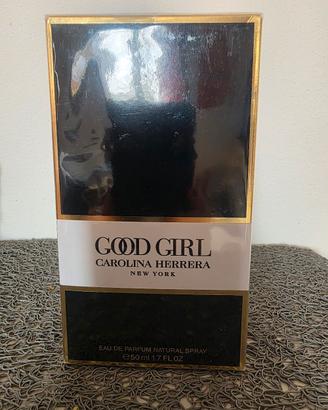 GOOD GIRL
CAROLINA HERRERA
NEW YORK
EAU DE PARFUM NATURAL SPRAY
℮50 ml 1.7 FL OZ